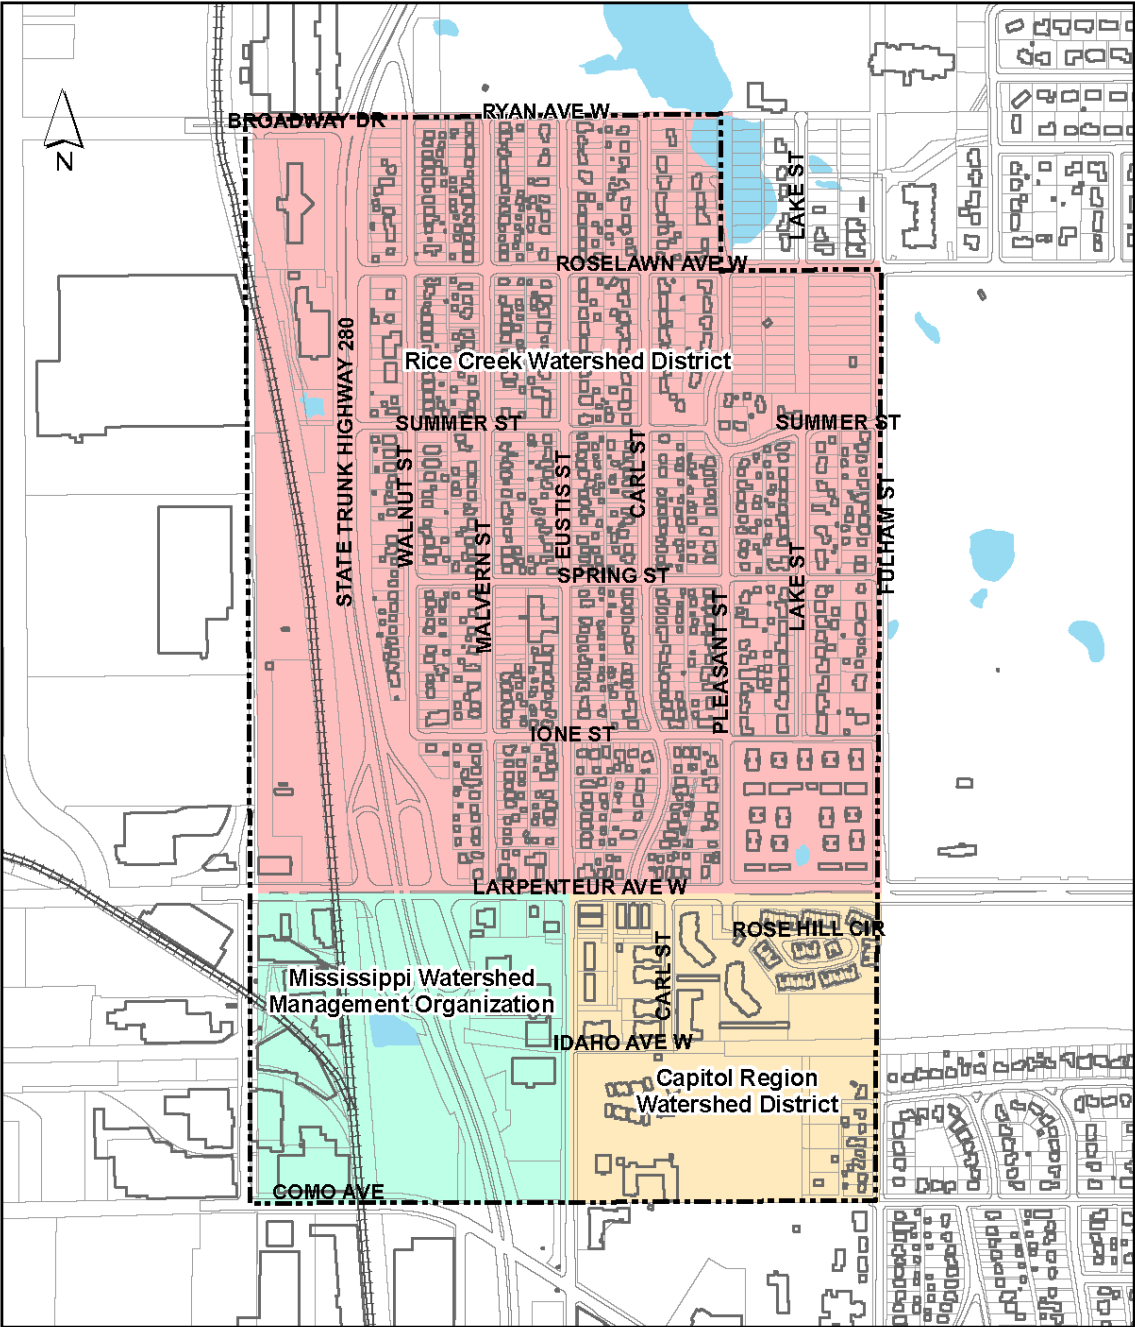 RYAN AVE W
BROADWAY DR
N
LAKE ST
ROSELAWN AVE W
STATE TRUNK HIGHWAY 280
Rice Creek Watershed District
SUMMER ST
SUMMER ST
WALNUT ST
EUSTIS ST
CARL ST
FULHAM ST
MALVERN ST
LAKE ST
SPRING ST
PLEASANT ST
IONE ST
LARPENTEUR AVE W
ROSE HILL CIR
CARL ST
Mississippi Watershed
Management Organization
IDAHO AVE W
Capitol Region
Watershed District
COMO AVE